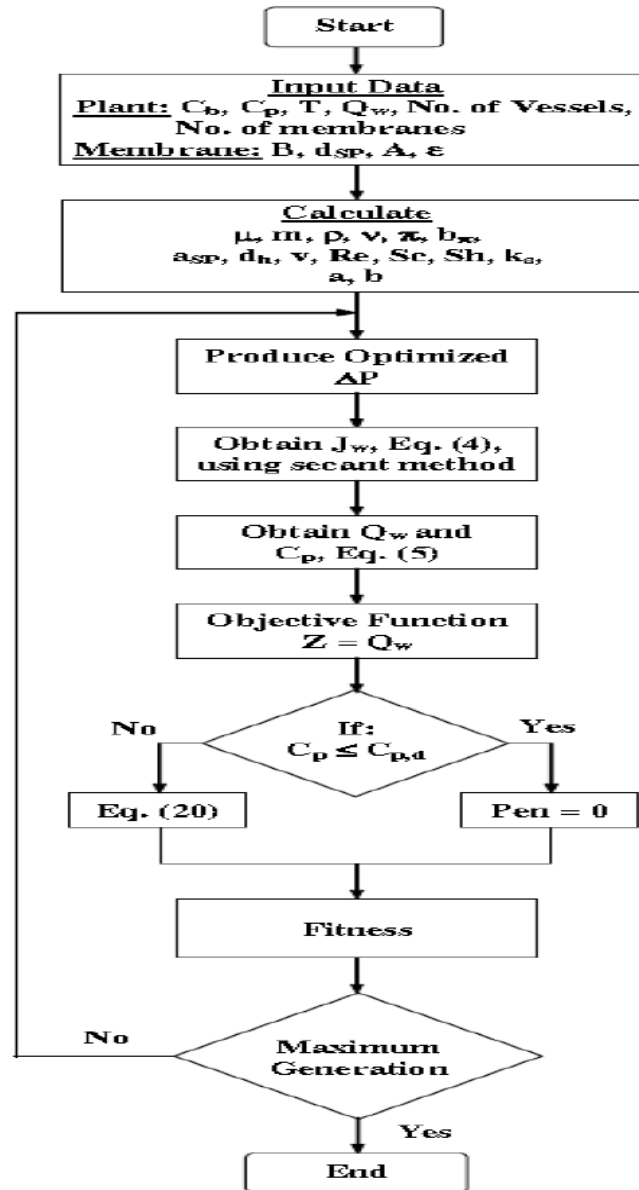 Start
Input Data
Plant: C_b, C_p, T, Q_w, No. of Vessels,
No. of membranes
Membrane: B, d_SP, A, ε
Calculate
μ, m, ρ, ν, π, b_π,
a_SP, d_h, v, Re, Sc, Sh, k_s,
a, b
Produce Optimized
ΔP
Obtain J_w, Eq. (4),
using secant method
Obtain Q_w and
C_p, Eq. (5)
Objective Function
Z = Q_w
If:
No
Yes
C_p ≤ C_p,d
Eq. (20)
Pen = 0
Fitness
No
Maximum
Generation
Yes
End